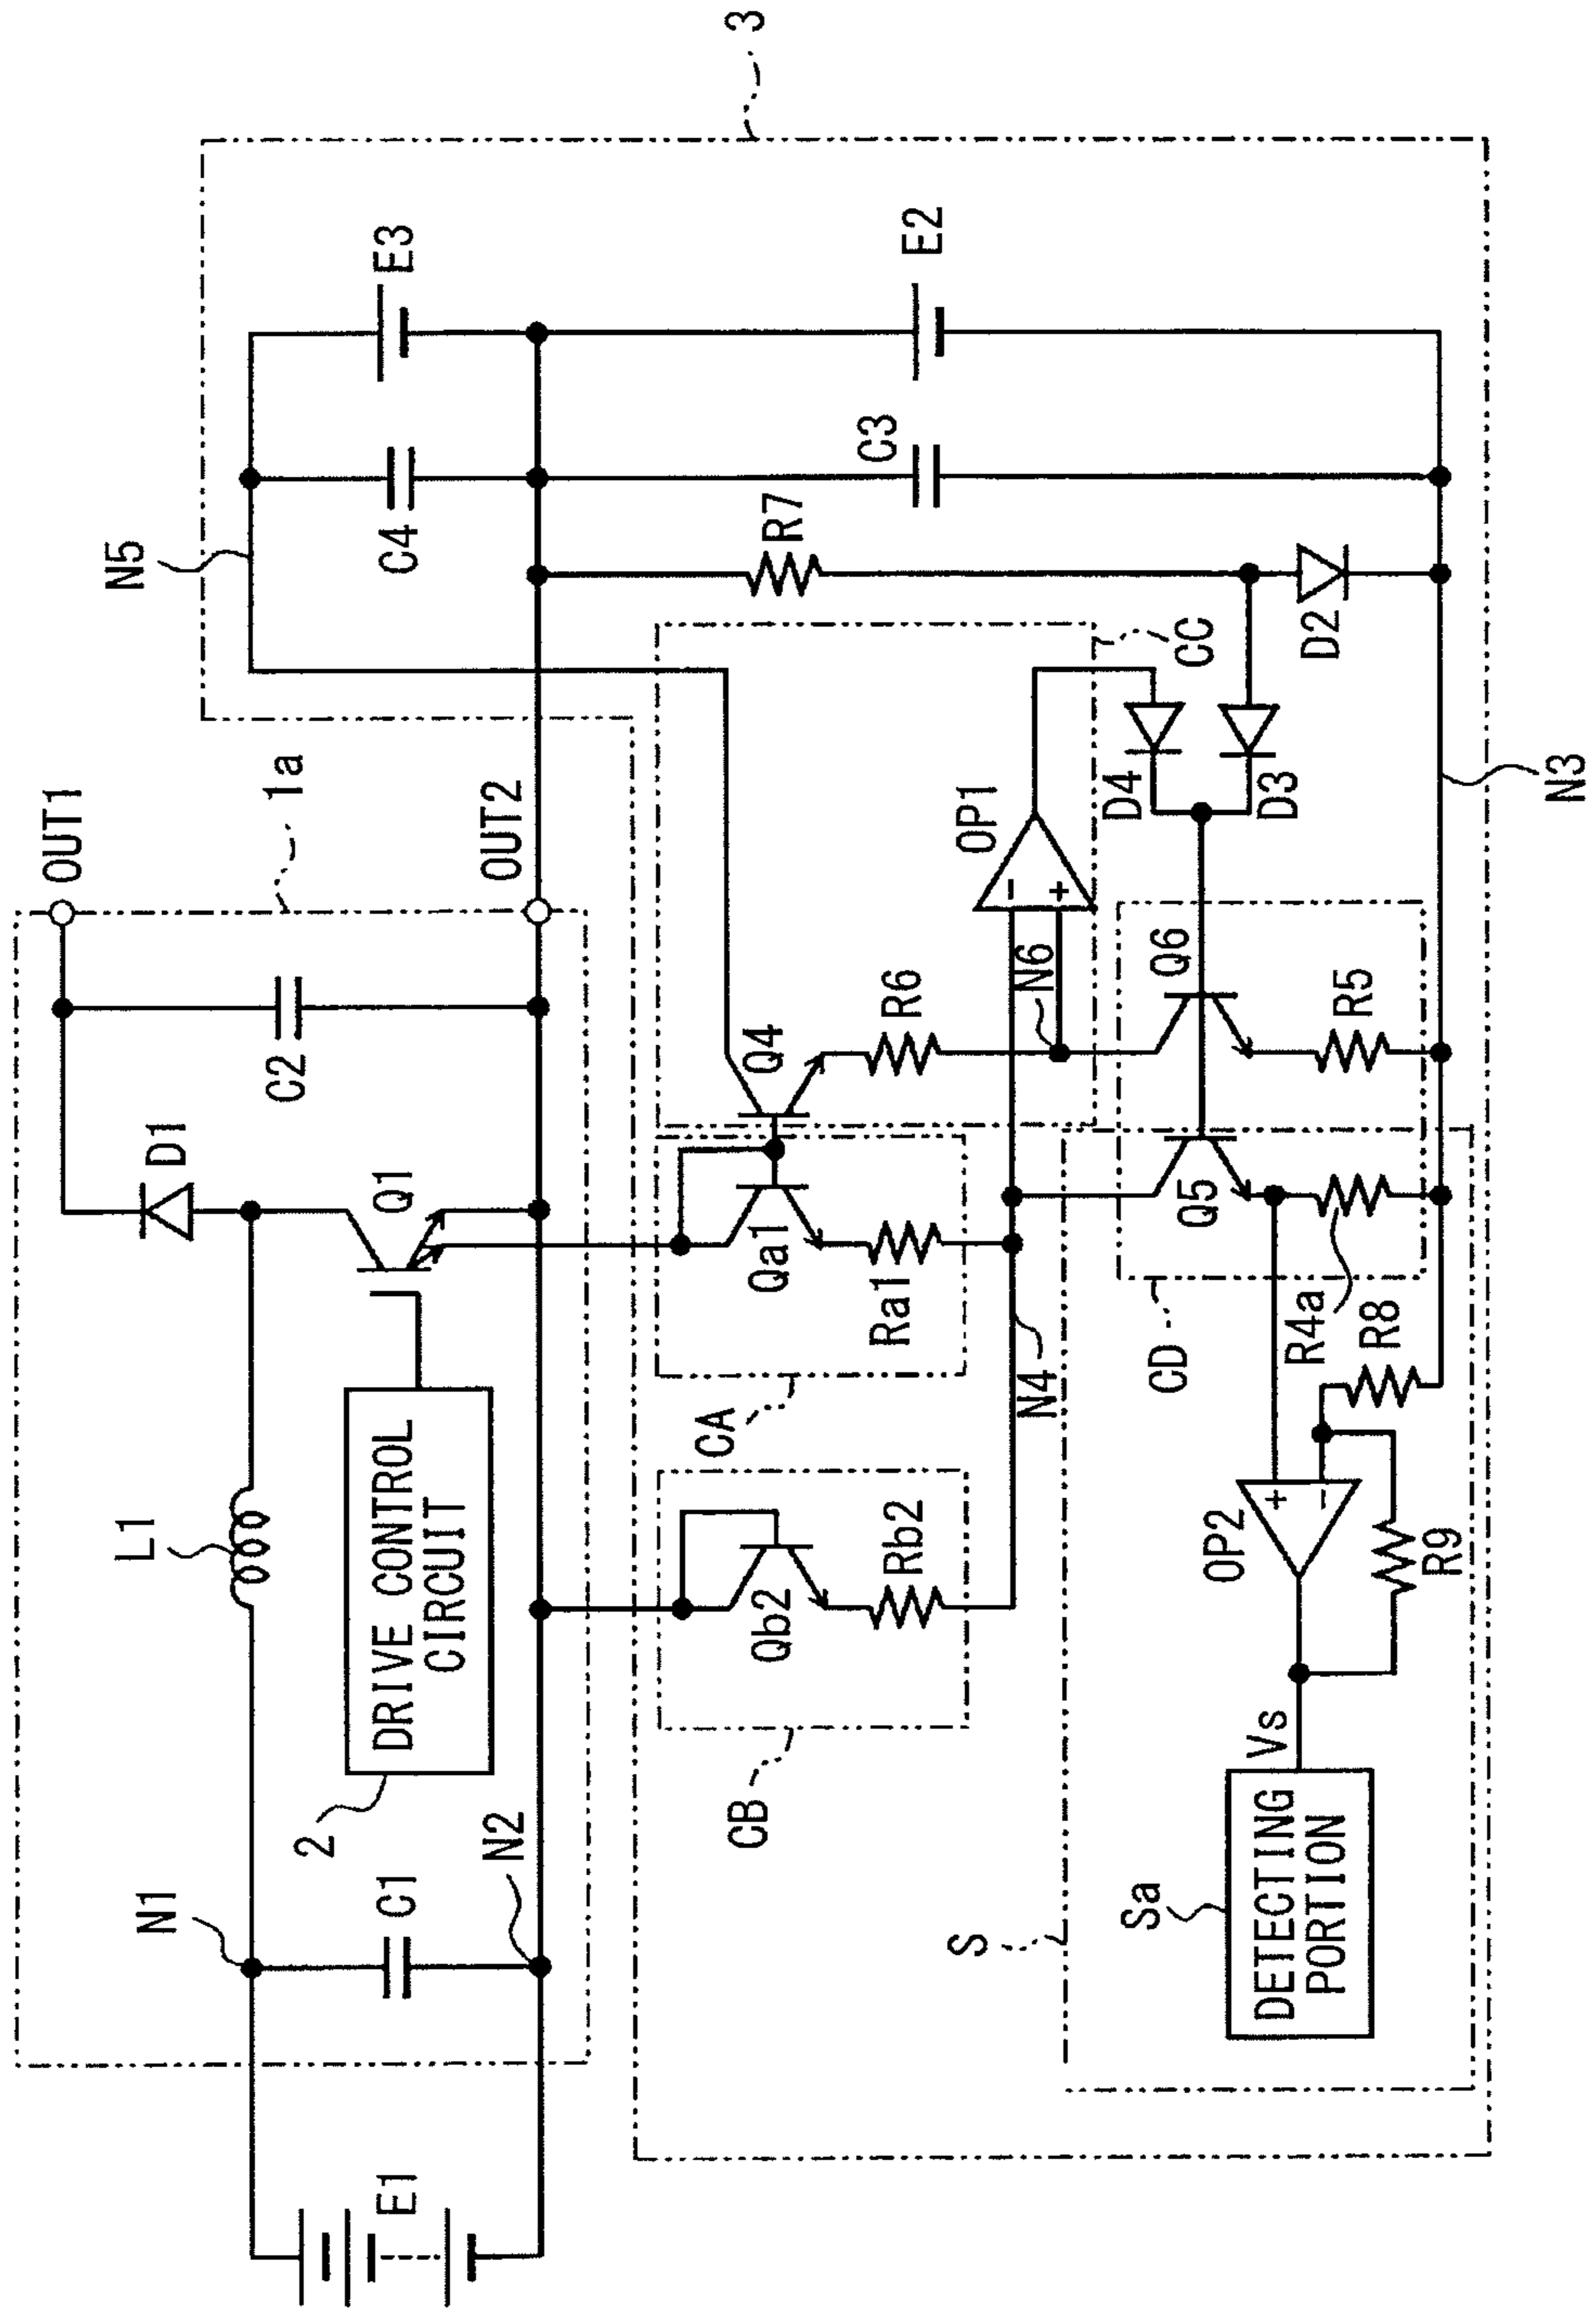 3
N5
E3
C4
E2
C3
R7
OUT1
1a
OUT2
CC
D2
D4
D3
N3
OP1
-
+
N6
C2
D1
Q1
Q4
R6
Q6
R5
Qa1
Ra1
Q5
R4a
R8
CD
CA
N4
L1
DRIVE CONTROL
CIRCUIT
2
Qb2
Rb2
CB
OP2
+
-
R9
Vs
N1
C1
N2
S
Sa
DETECTING
PORTION
E1